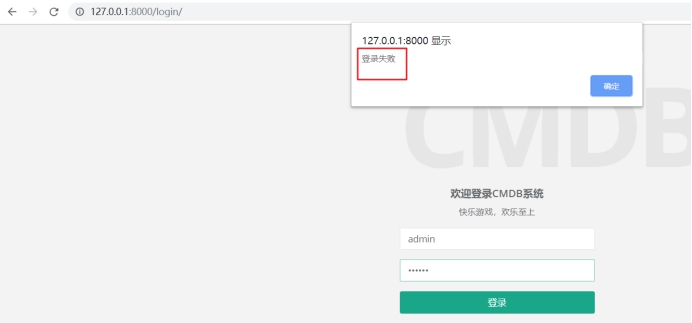 127.0.0.1:8000/login/
127.0.0.1:8000 显示
登录失败
确定
CMDB
欢迎登录CMDB系统
快乐游戏，欢乐至上
admin
••••••
登录